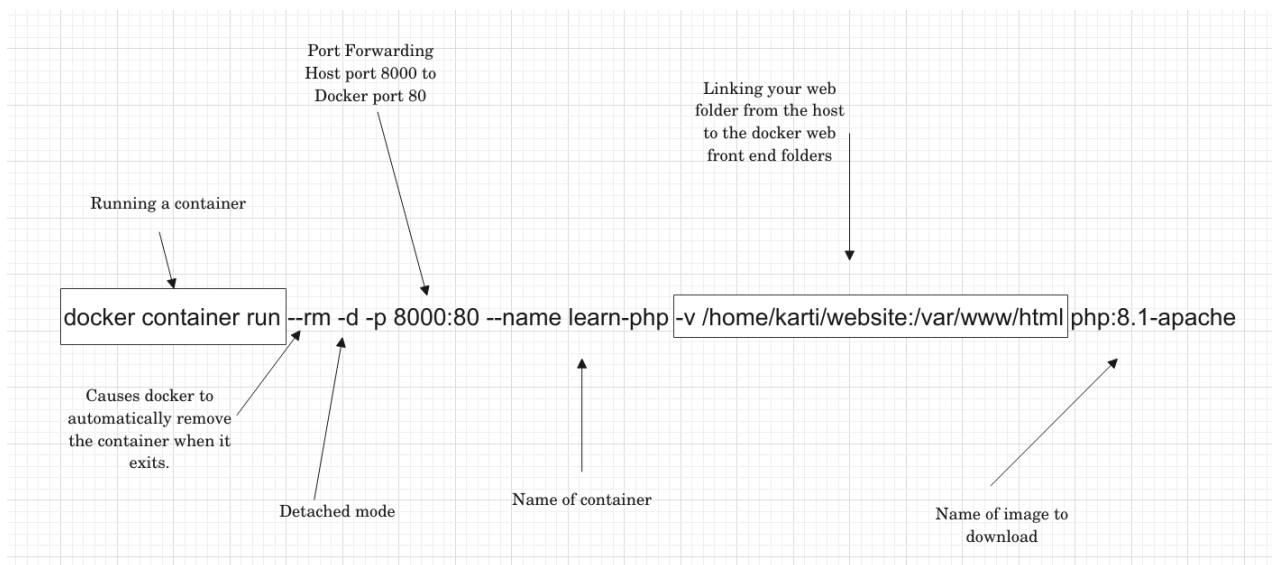 Port Forwarding
Host port 8000 to
Docker port 80
Linking your web
folder from the host
to the docker web
front end folders
Running a container
docker container run --rm -d -p 8000:80 --name learn-php -v /home/karti/website:/var/www/html php:8.1-apache
Causes docker to
automatically remove
the container when it
exits.
Detached mode
Name of container
Name of image to
download